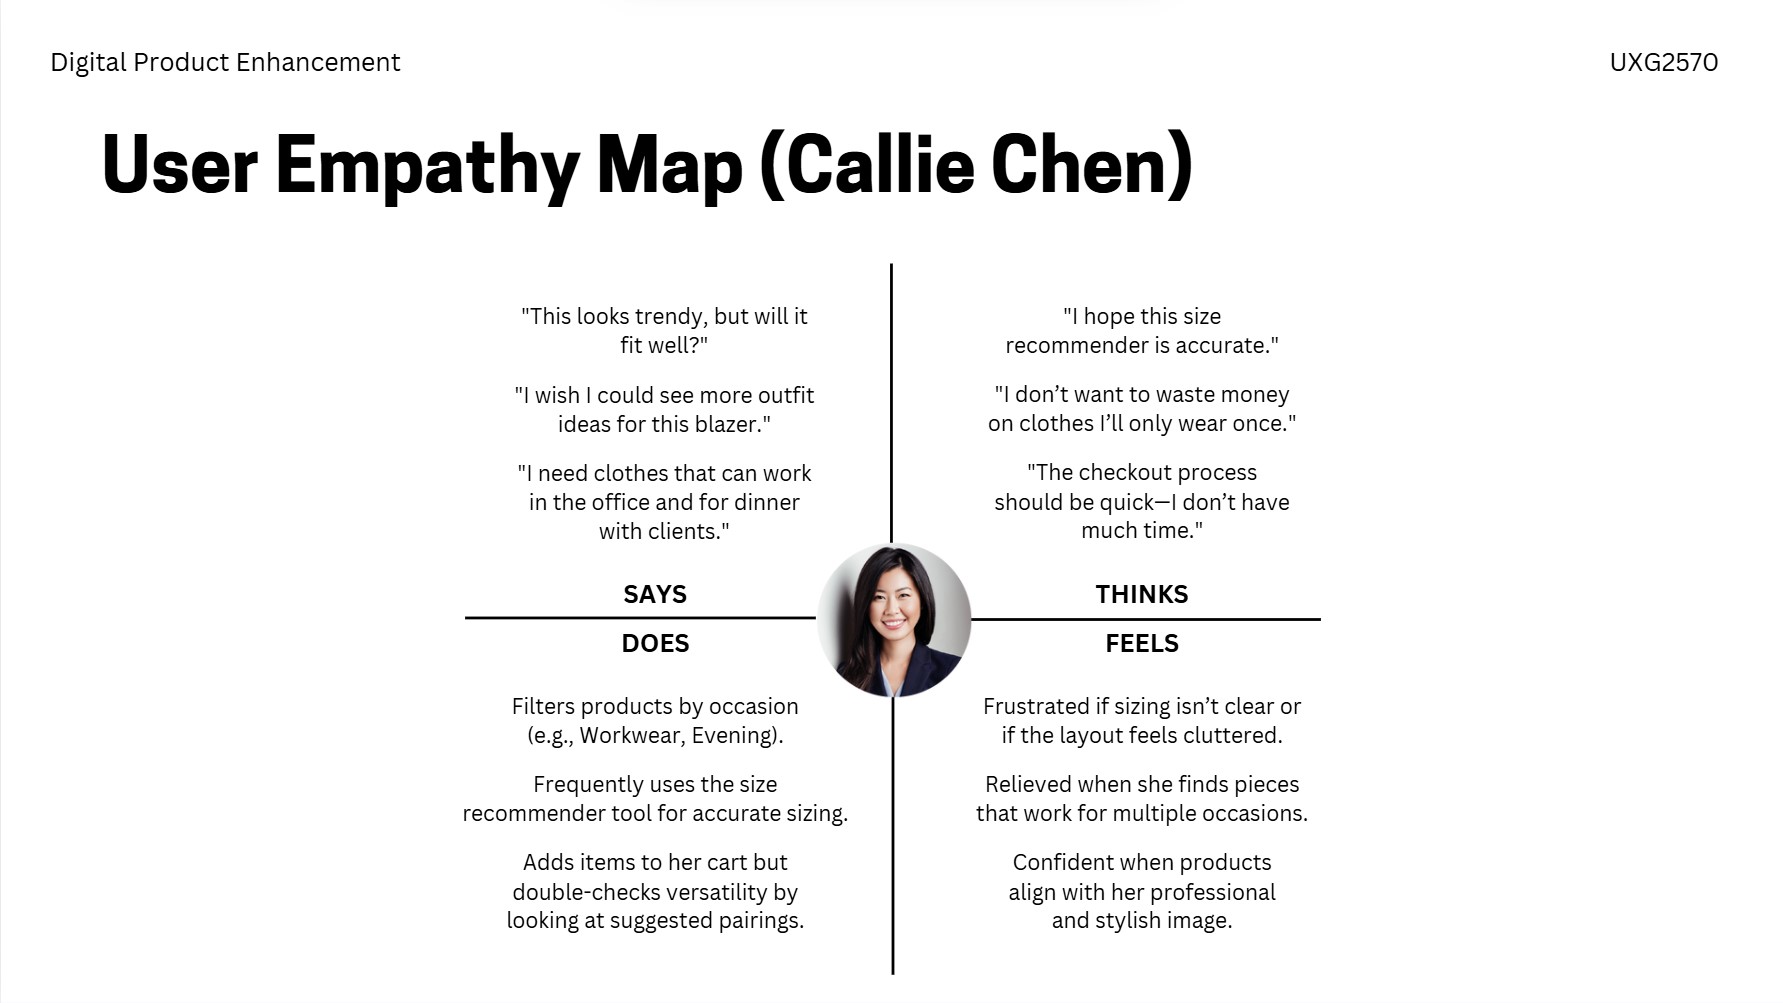 Digital Product Enhancement
UXG2570
User Empathy Map (Callie Chen)
"This looks trendy, but will it
fit well?"
"I wish I could see more outfit
ideas for this blazer."
"I need clothes that can work
in the office and for dinner
with clients."
SAYS
"I hope this size
recommender is accurate."
"I don’t want to waste money
on clothes I’ll only wear once."
"The checkout process
should be quick—I don’t have
much time."
THINKS
DOES
Filters products by occasion
(e.g., Workwear, Evening).
Frequently uses the size
recommender tool for accurate sizing.
Adds items to her cart but
double-checks versatility by
looking at suggested pairings.
FEELS
Frustrated if sizing isn’t clear or
if the layout feels cluttered.
Relieved when she finds pieces
that work for multiple occasions.
Confident when products
align with her professional
and stylish image.